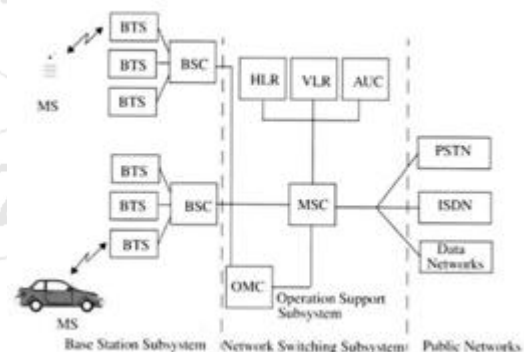 BTS
BTS
BTS
BSC
MS
HLR
VLR
AUC
PSTN
BTS
BTS
BTS
BSC
MSC
ISDN
Data
Networks
OMC
Operation Support
Subsystem
MS
Base Station Subsystem
Network Switching Subsystem
Public Networks